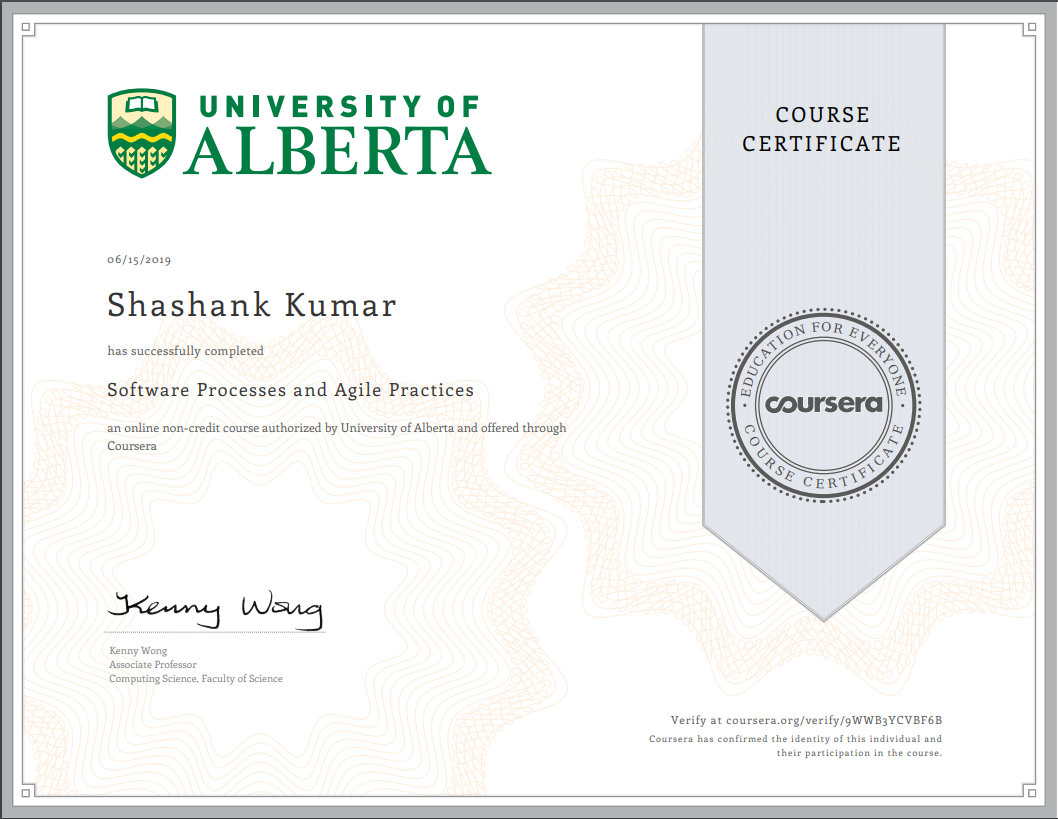 UNIVERSITY OF
ALBERTA
COURSE
CERTIFICATE
06/15/2019
Shashank Kumar
has successfully completed
Software Processes and Agile Practices
an online non-credit course authorized by University of Alberta and offered through
Coursera
EDUCATION FOR EVERYONE
coursera
COURSE CERTIFICATE
Kenny Wong
Kenny Wong
Associate Professor
Computing Science, Faculty of Science
Verify at coursera.org/verify/9WWB3YCVBF6B
Coursera has confirmed the identity of this individual and
their participation in the course.